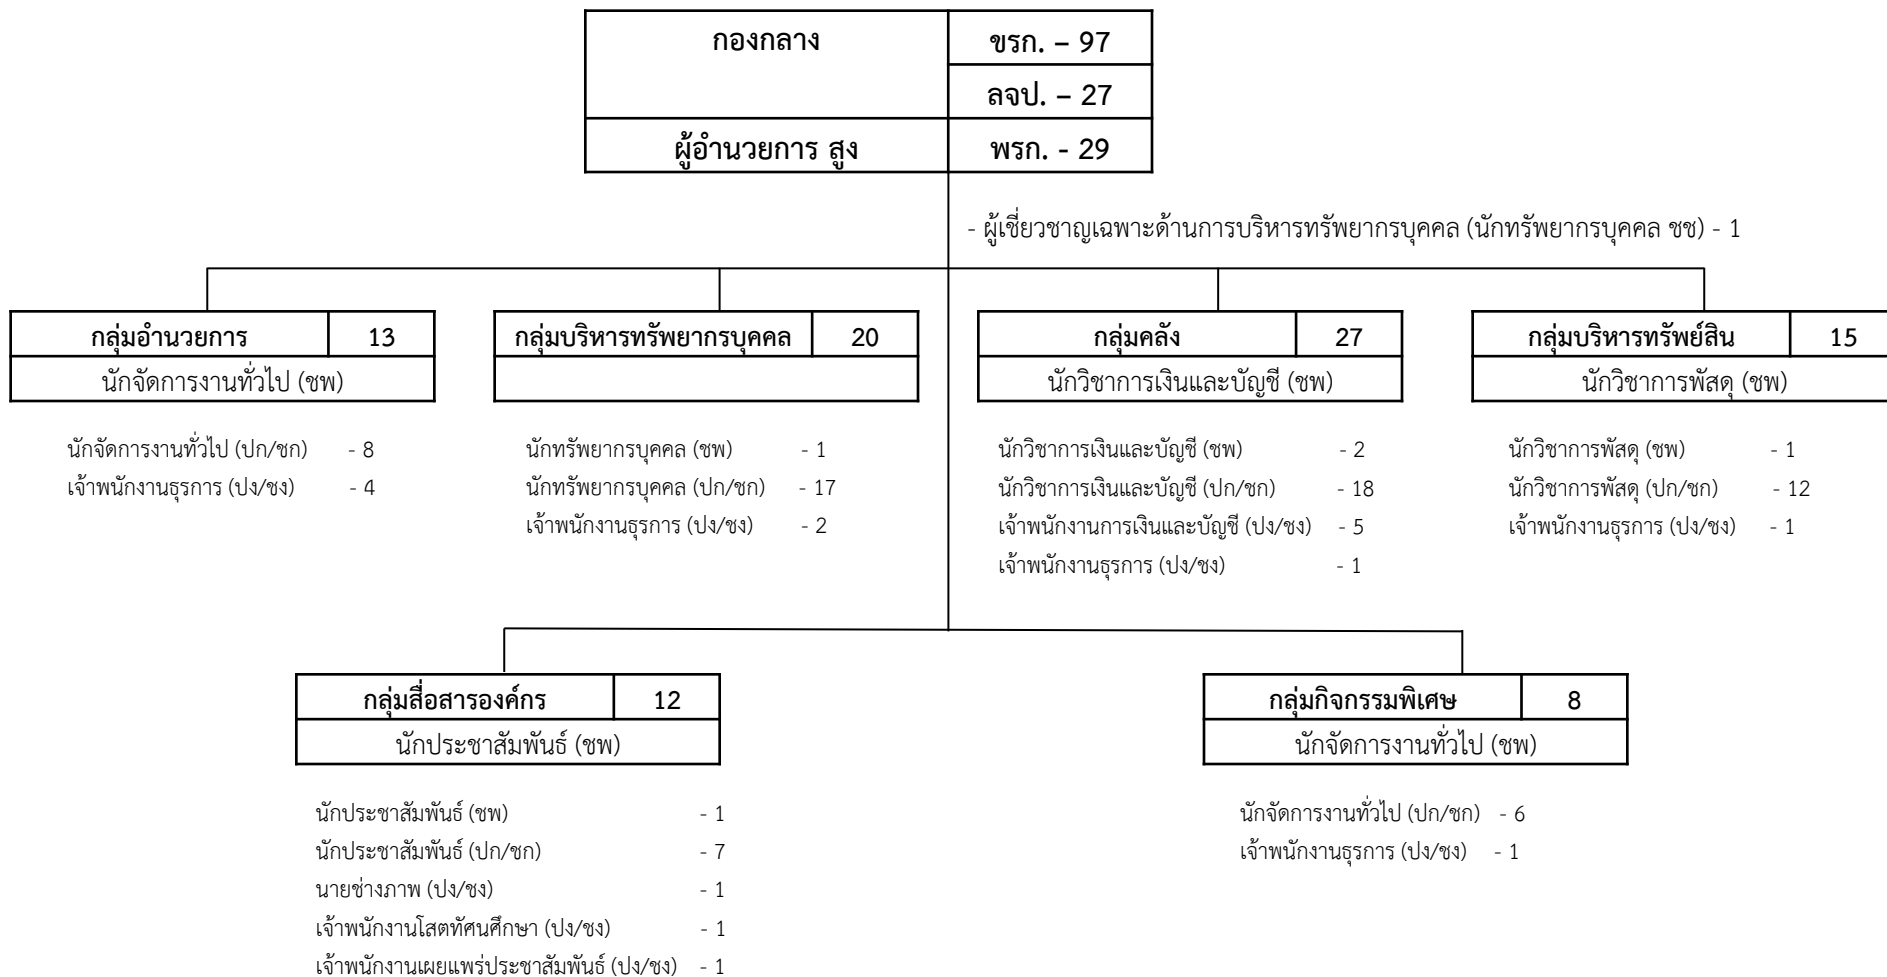 กองกลาง
ขรก. – 97
ลจป. – 27
ผู้อำนวยการ สูง
พรก. - 29
- ผู้เชี่ยวชาญเฉพาะด้านการบริหารทรัพยากรบุคคล (นักทรัพยากรบุคคล ชช) - 1
กลุ่มอำนวยการ 13
นักจัดการงานทั่วไป (ชพ)
นักจัดการงานทั่วไป (ปก/ชก) - 8
เจ้าพนักงานธุรการ (ปง/ชง) - 4
กลุ่มบริหารทรัพยากรบุคคล 20
นักทรัพยากรบุคคล (ชพ) - 1
นักทรัพยากรบุคคล (ปก/ชก) - 17
เจ้าพนักงานธุรการ (ปง/ชง) - 2
กลุ่มคลัง 27
นักวิชาการเงินและบัญชี (ชพ)
นักวิชาการเงินและบัญชี (ชพ) - 2
นักวิชาการเงินและบัญชี (ปก/ชก) - 18
เจ้าพนักงานการเงินและบัญชี (ปง/ชง) - 5
เจ้าพนักงานธุรการ (ปง/ชง) - 1
กลุ่มบริหารทรัพย์สิน 15
นักวิชาการพัสดุ (ชพ)
นักวิชาการพัสดุ (ชพ) - 1
นักวิชาการพัสดุ (ปก/ชก) - 12
เจ้าพนักงานธุรการ (ปง/ชง) - 1
กลุ่มสื่อสารองค์กร 12
นักประชาสัมพันธ์ (ชพ)
นักประชาสัมพันธ์ (ชพ) - 1
นักประชาสัมพันธ์ (ปก/ชก) - 7
นายช่างภาพ (ปง/ชง) - 1
เจ้าพนักงานโสตทัศนศึกษา (ปง/ชง) - 1
เจ้าพนักงานเผยแพร่ประชาสัมพันธ์ (ปง/ชง) - 1
กลุ่มกิจกรรมพิเศษ 8
นักจัดการงานทั่วไป (ชพ)
นักจัดการงานทั่วไป (ปก/ชก) - 6
เจ้าพนักงานธุรการ (ปง/ชง) - 1